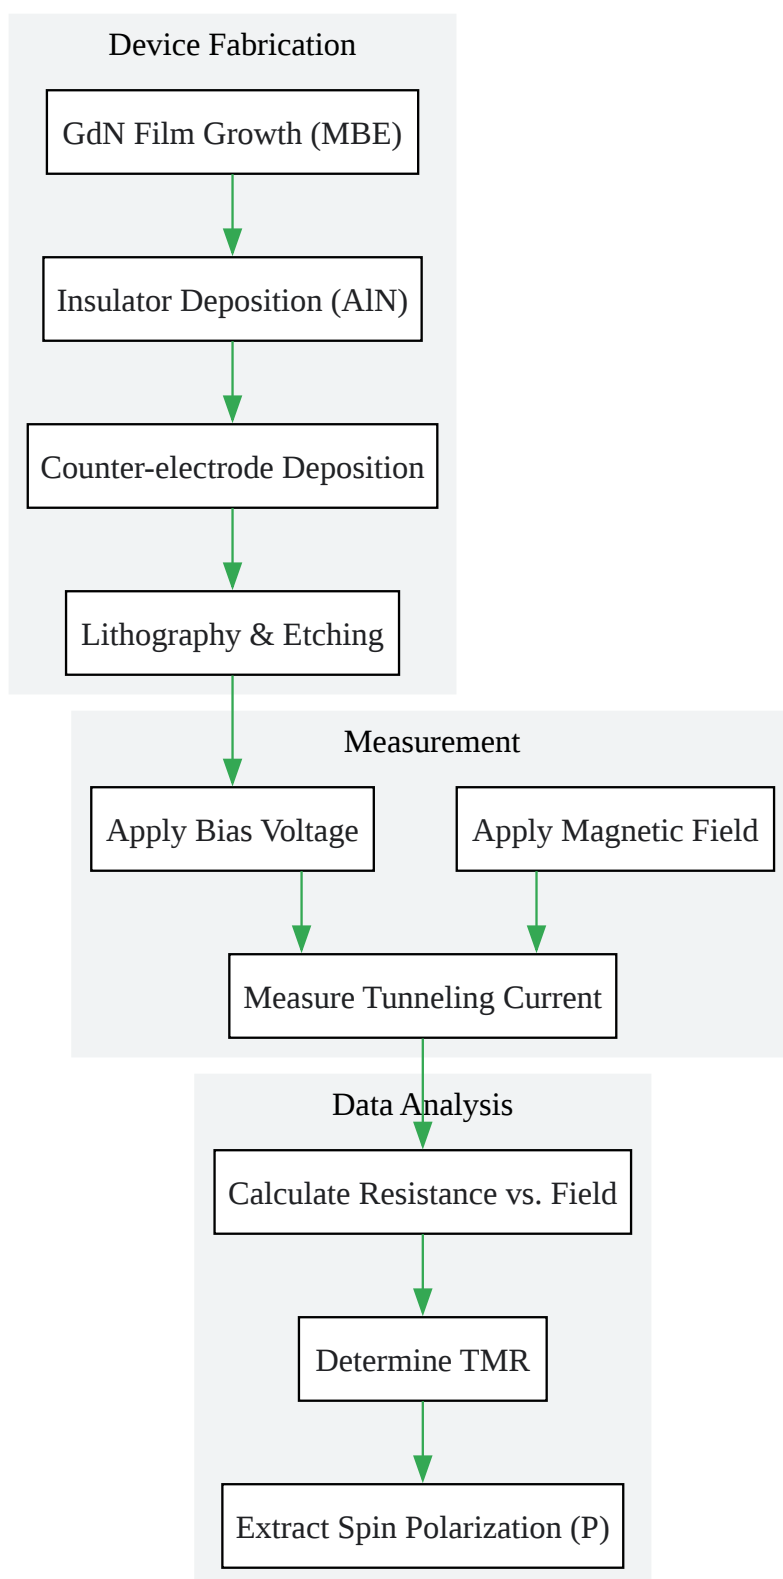 Device Fabrication
GdN Film Growth (MBE)
Insulator Deposition (AlN)
Counter-electrode Deposition
Lithography & Etching
Measurement
Apply Bias Voltage
Apply Magnetic Field
Measure Tunneling Current
Data Analysis
Calculate Resistance vs. Field
Determine TMR
Extract Spin Polarization (P)